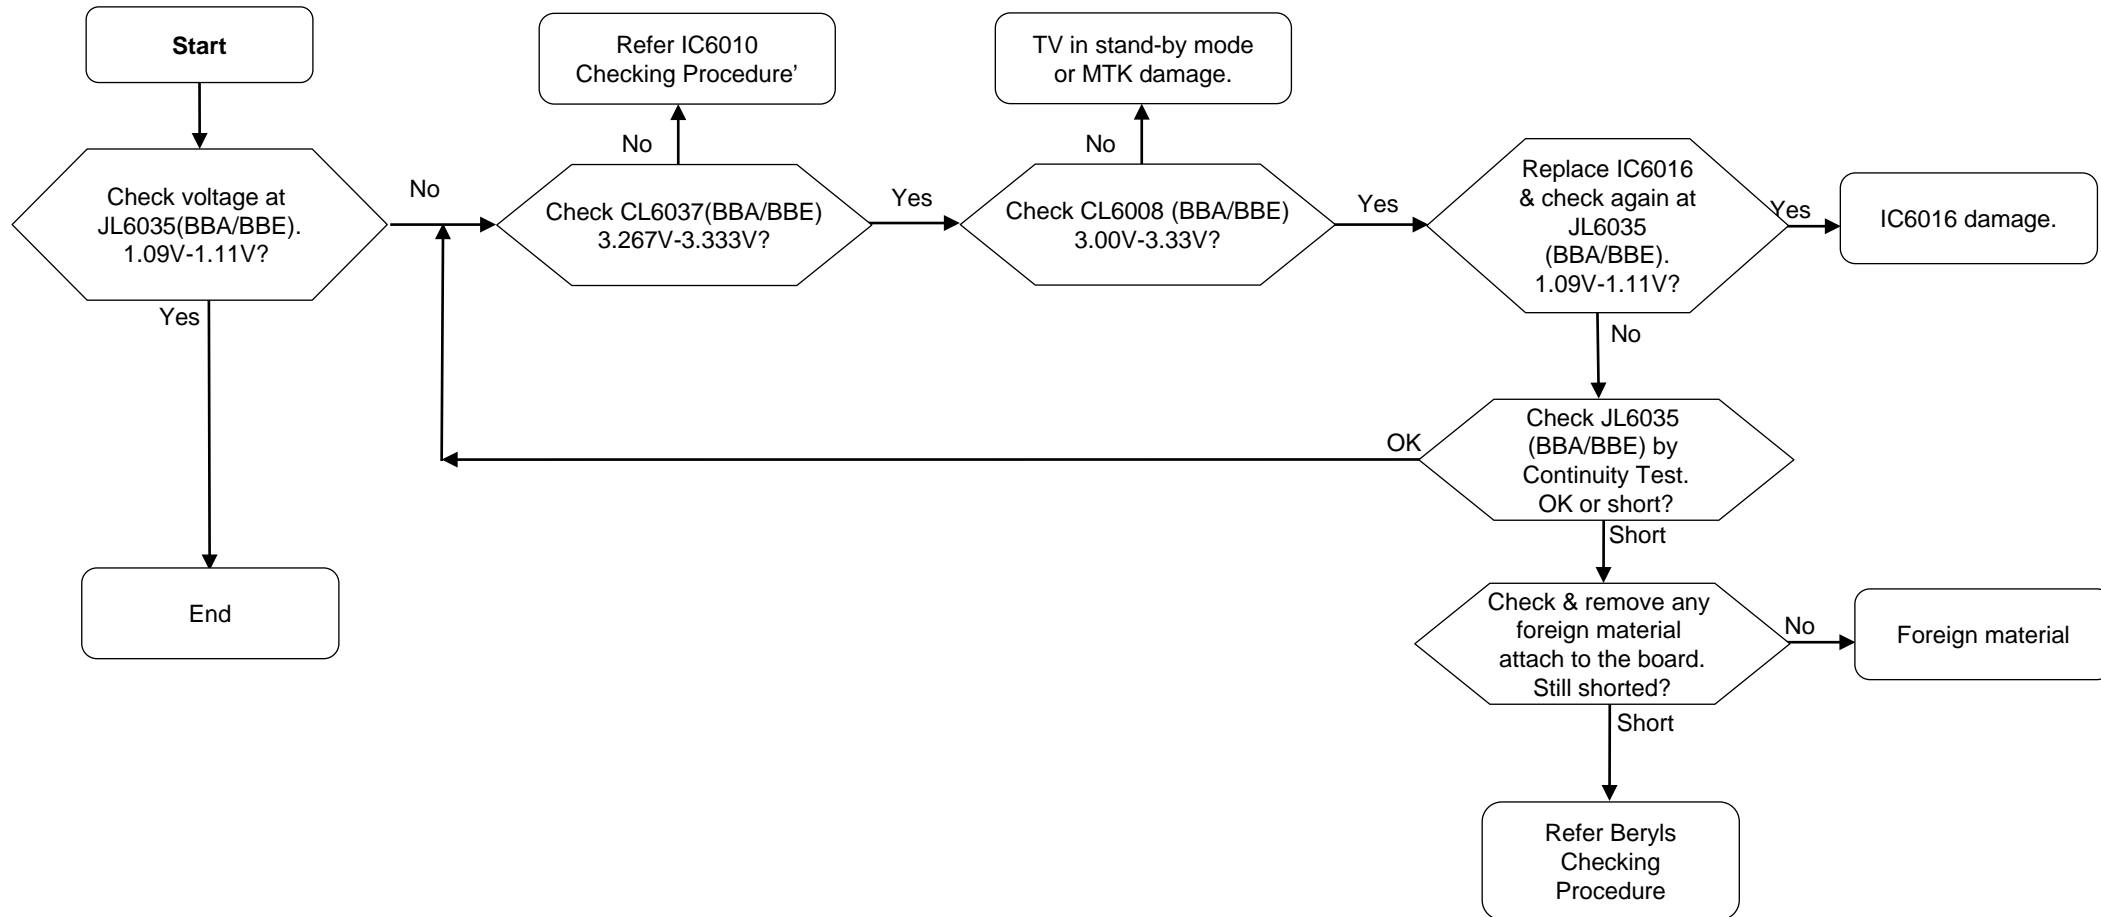 Start
Refer IC6010
Checking Procedure’
TV in stand-by mode
or MTK damage.
No
No
Check voltage at
JL6035(BBA/BBE).
1.09V-1.11V?
No
Check CL6037(BBA/BBE)
3.267V-3.333V?
Yes
Check CL6008 (BBA/BBE)
3.00V-3.33V?
Yes
Replace IC6016
& check again at
JL6035
(BBA/BBE).
1.09V-1.11V?
Yes
IC6016 damage.
Yes
No
End
OK
Check JL6035
(BBA/BBE) by
Continuity Test.
OK or short?
Short
Check & remove any
foreign material
attach to the board.
Still shorted?
No
Foreign material
Short
Refer Beryls
Checking
Procedure